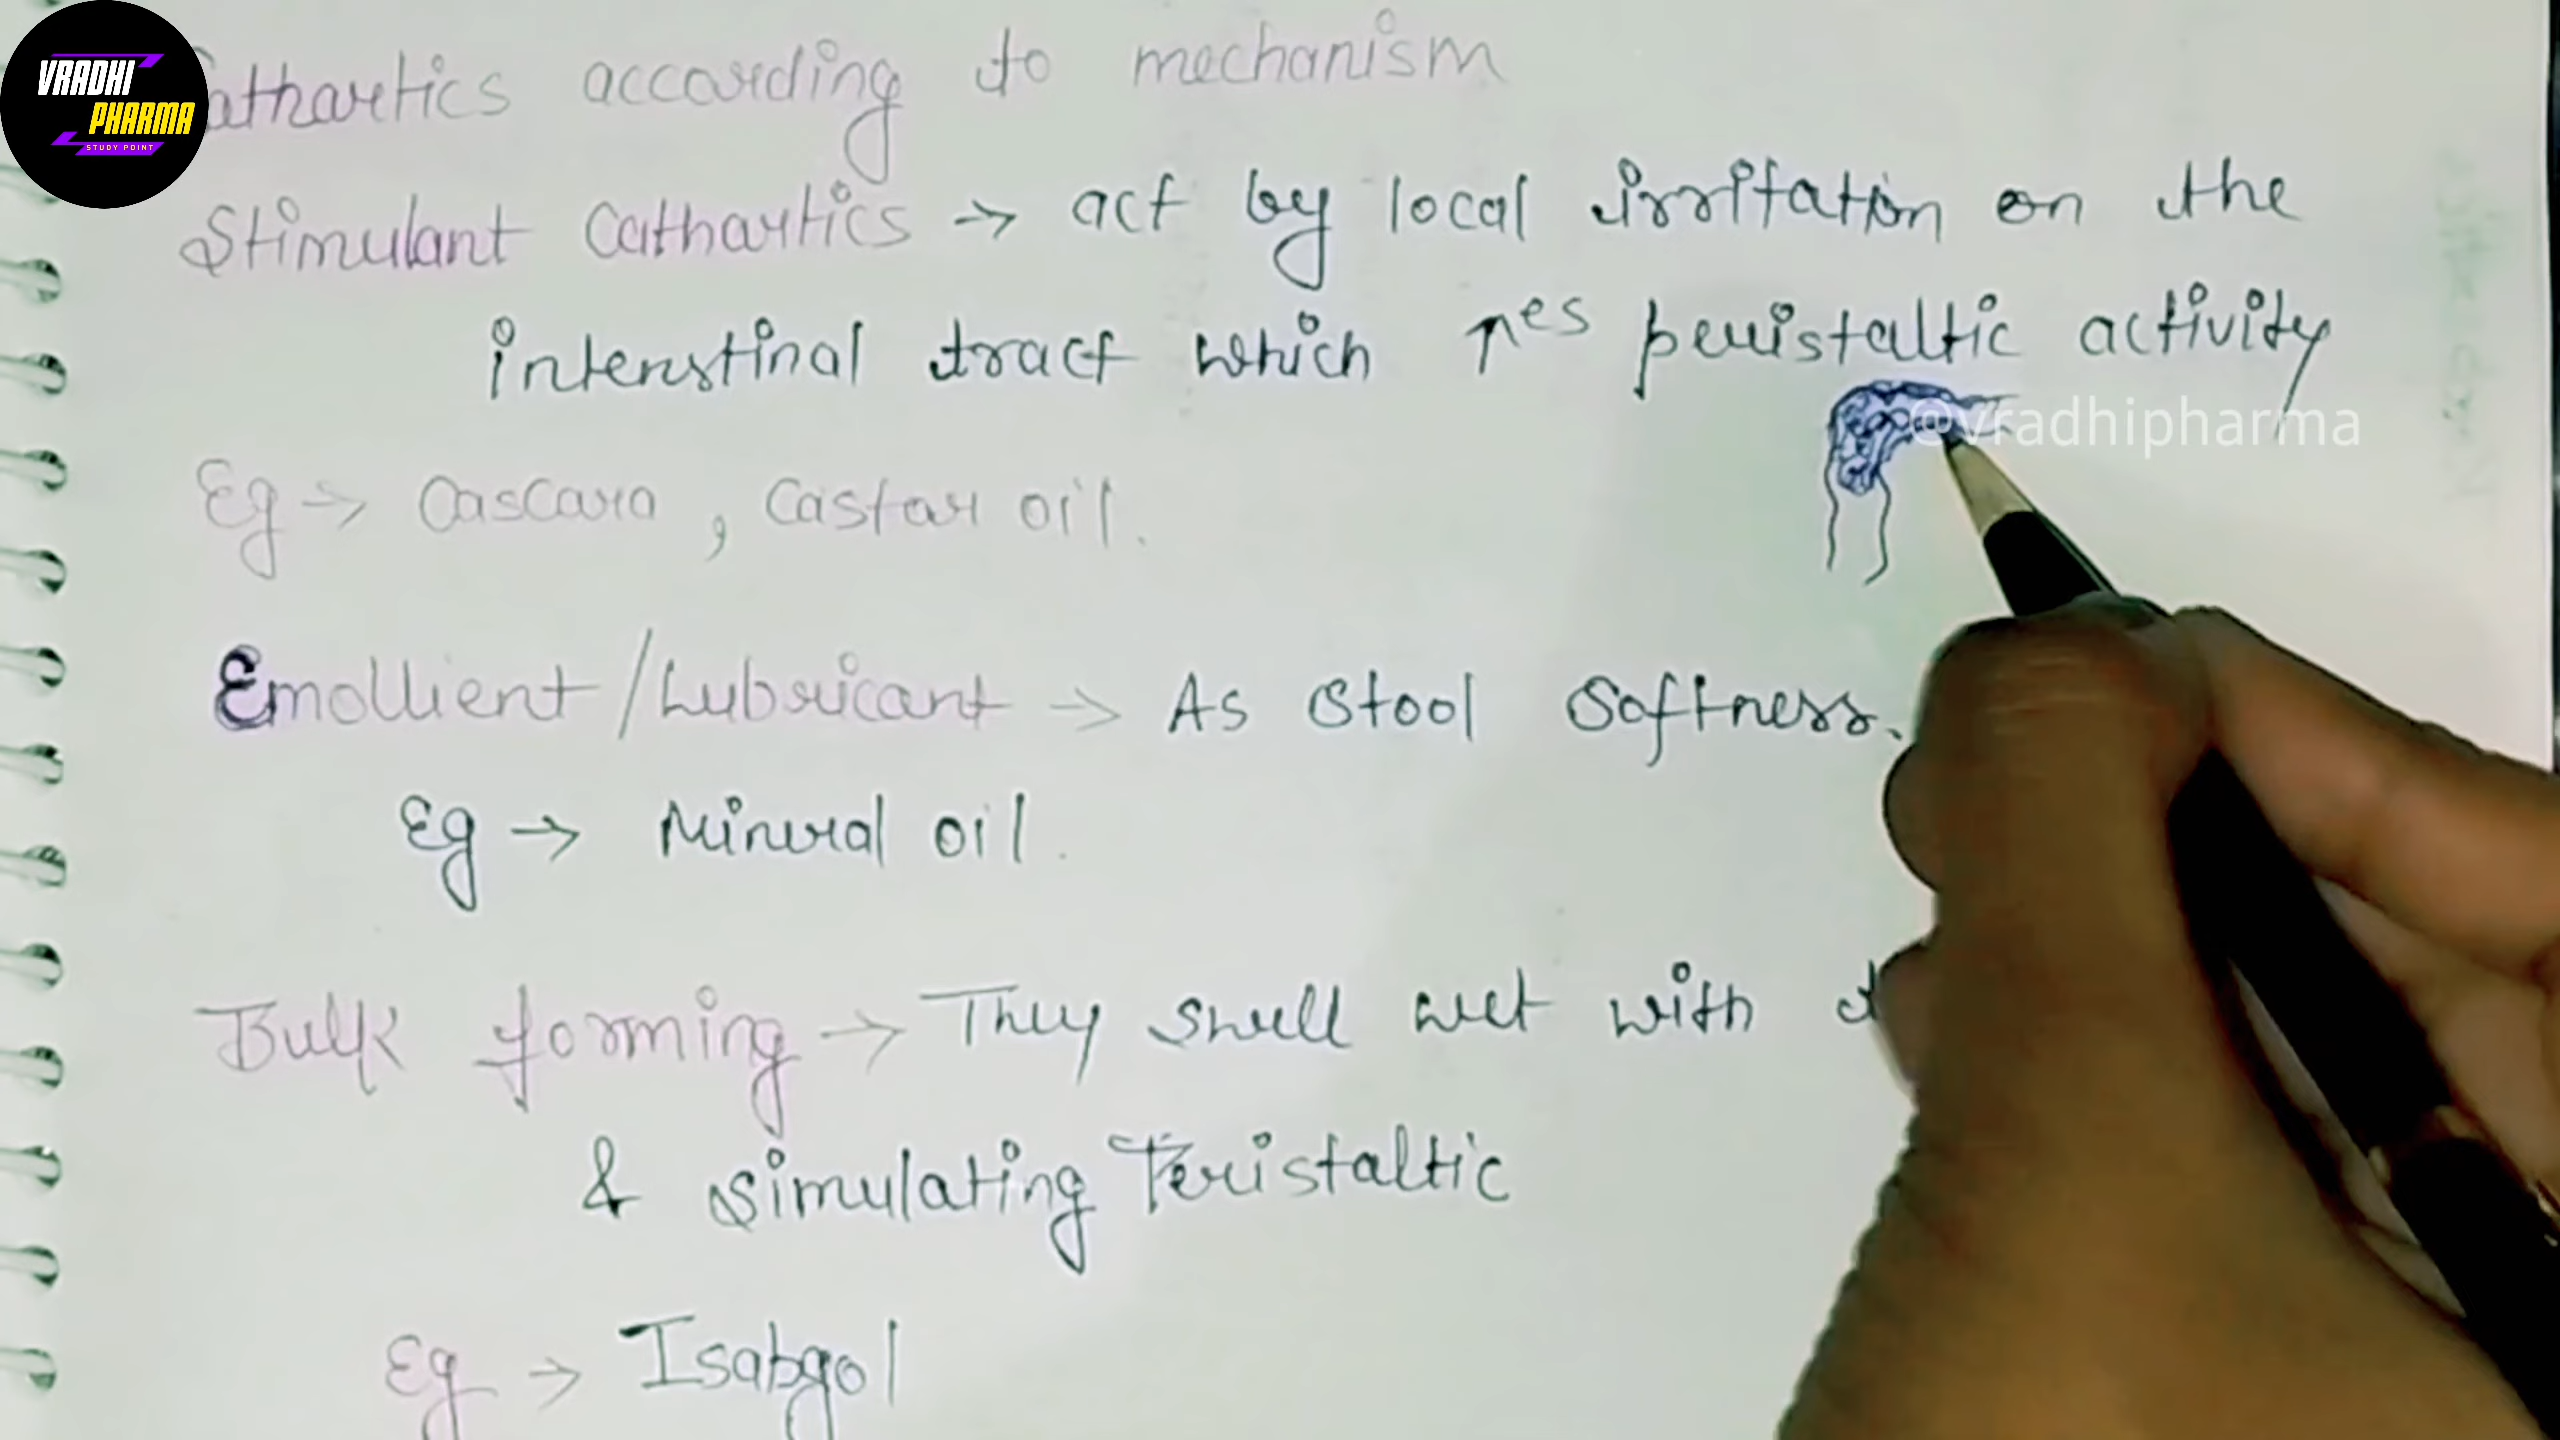 VRADHI
PHARMA
STUDY POINT
athartics according to mechanism
Stimulant Cathartics → act by local irritation on the
intenstinal tract which ↑es peristaltic activity
@vradhipharma
Eg → Cascara , Castar oil.
Emollient/Lubricant → As Stool Softness.
Eg → Mineral oil.
Bulk forming → They swell wet with
& Simulating Peristaltic
Eg → Isabgol